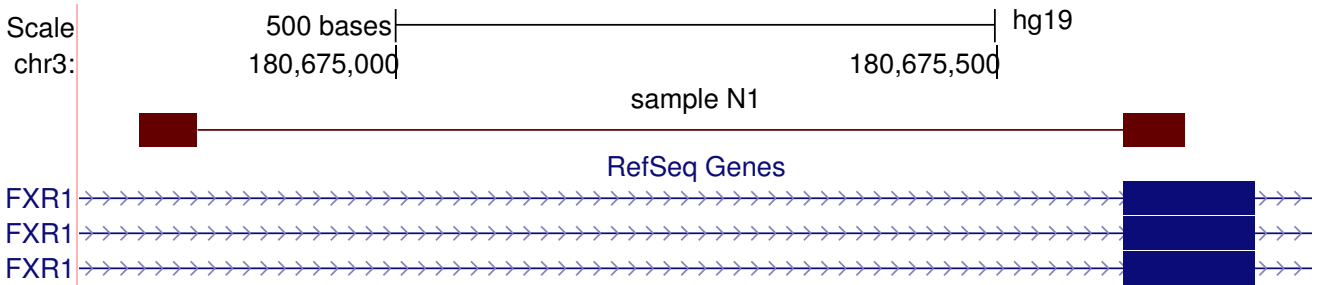 Scale 500 bases hg19
chr3: 180,675,000 180,675,500
sample N1
RefSeq Genes
FXR1
FXR1
FXR1